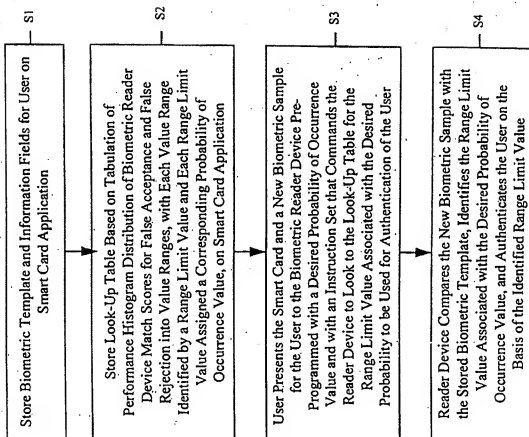 S1
Store Biometric Template and Information Fields for User on
Smart Card Application
S2
Store Look-Up Table Based on Tabulation of
Performance Histogram Distribution of Biometric Reader
Device Match Scores for False Acceptance and False
Rejection into Value Ranges, with Each Value Range
Identified by a Range Limit Value and Each Range Limit
Value Assigned a Corresponding Probability of
Occurrence Value, on Smart Card Application
S3
User Presents the Smart Card and a New Biometric Sample
for the User to the Biometric Reader Device Pre-
Programmed with a Desired Probability of Occurrence
Value and with an Instruction Set that Commands the
Reader Device to Look to the Look-Up Table for the
Range Limit Value Associated with the Desired
Probability to be Used for Authentication of the User
S4
Reader Device Compares the New Biometric Sample with
the Stored Biometric Template, Identifies the Range Limit
Value Associated with the Desired Probability of
Occurrence Value, and Authenticates the User on the
Basis of the Identified Range Limit Value